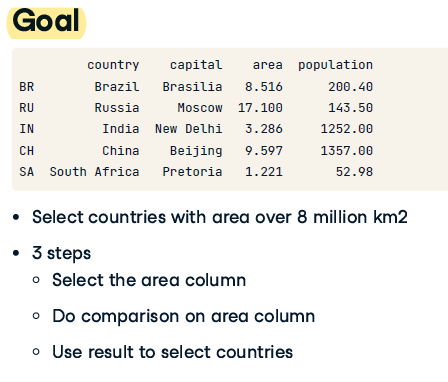 Goal
country capital area population
BR Brazil Brasilia 8.516 200.40
RU Russia Moscow 17.100 143.50
IN India New Delhi 3.286 1252.00
CH China Beijing 9.597 1357.00
SA South Africa Pretoria 1.221 52.98
• Select countries with area over 8 million km2
• 3 steps
○ Select the area column
○ Do comparison on area column
○ Use result to select countries